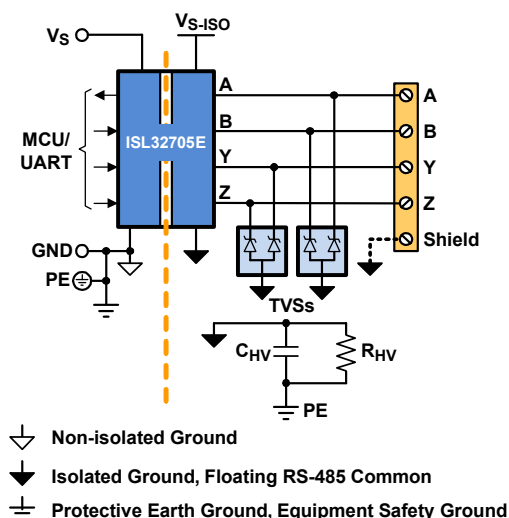 VS
VS-ISO
A
B
Y
Z
ISL32705E
MCU/
UART
GND
PE
A
B
Y
Z
Shield
TVSs
CHV
RHV
PE
Non-isolated Ground
Isolated Ground, Floating RS-485 Common
Protective Earth Ground, Equipment Safety Ground